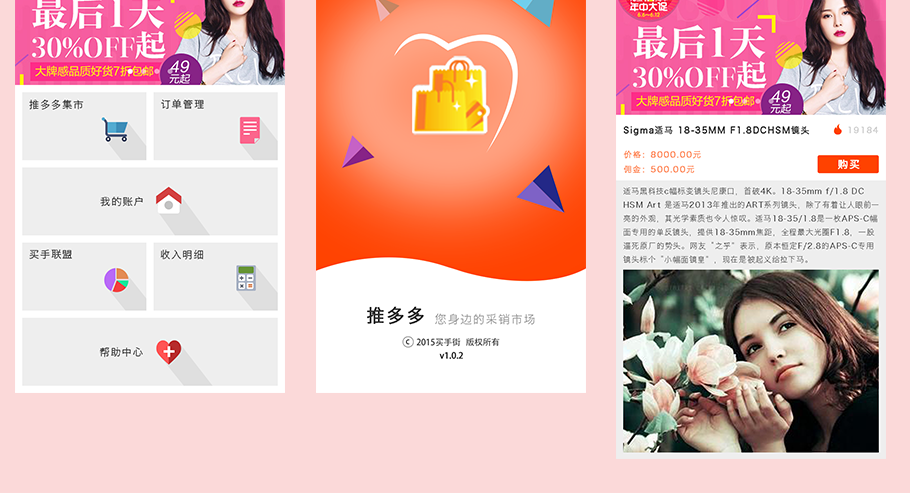 最后1天
30%OFF起
大牌感品质好货7折包邮
49
元起
推多多集市
订单管理
我的账户
买手联盟
收入明细
帮助中心
推多多 您身边的采销市场
ⓒ 2015买手街 版权所有
v1.0.2
年中大促
6.6~6.12
最后1天
30%OFF起
大牌感品质好货7折包邮
49
元起
Sigma适马 18-35MM F1.8DCHSM镜头
19184
价格：8000.00元
佣金：500.00元
购买
适马黑科技c幅标变镜头尼康口，首破4K。18-35mm f/1.8 DC
HSM Art 是适马2013年推出的ART系列镜头，除了有着让人眼前一
亮的外观，其光学素质也令人惊叹。适马18-35/1.8是一枚APS-C幅
面专用的单反镜头，提供18-35mm焦距，全程最大光圈F1.8，一股
逼死原厂的势头。网友“之乎”表示，原本恒定F/2.8的APS-C专用
镜头标个“小幅面镜皇”，现在是被起义给拉下马。